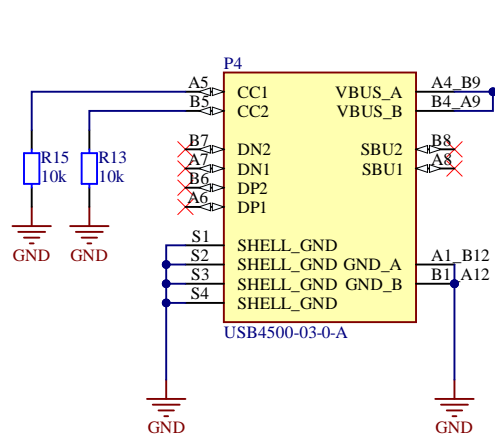 P4
A5 CC1 VBUS_A A4_B9
B5 CC2 VBUS_B B4_A9
B7 DN2 SBU2 B8
A7 DN1 SBU1 A8
B6 DP2
A6 DP1
R15 R13
10k 10k
GND GND
S1 SHELL_GND
S2 SHELL_GND GND_A A1_B12
S3 SHELL_GND GND_B B1_A12
S4 SHELL_GND
USB4500-03-0-A
GND GND